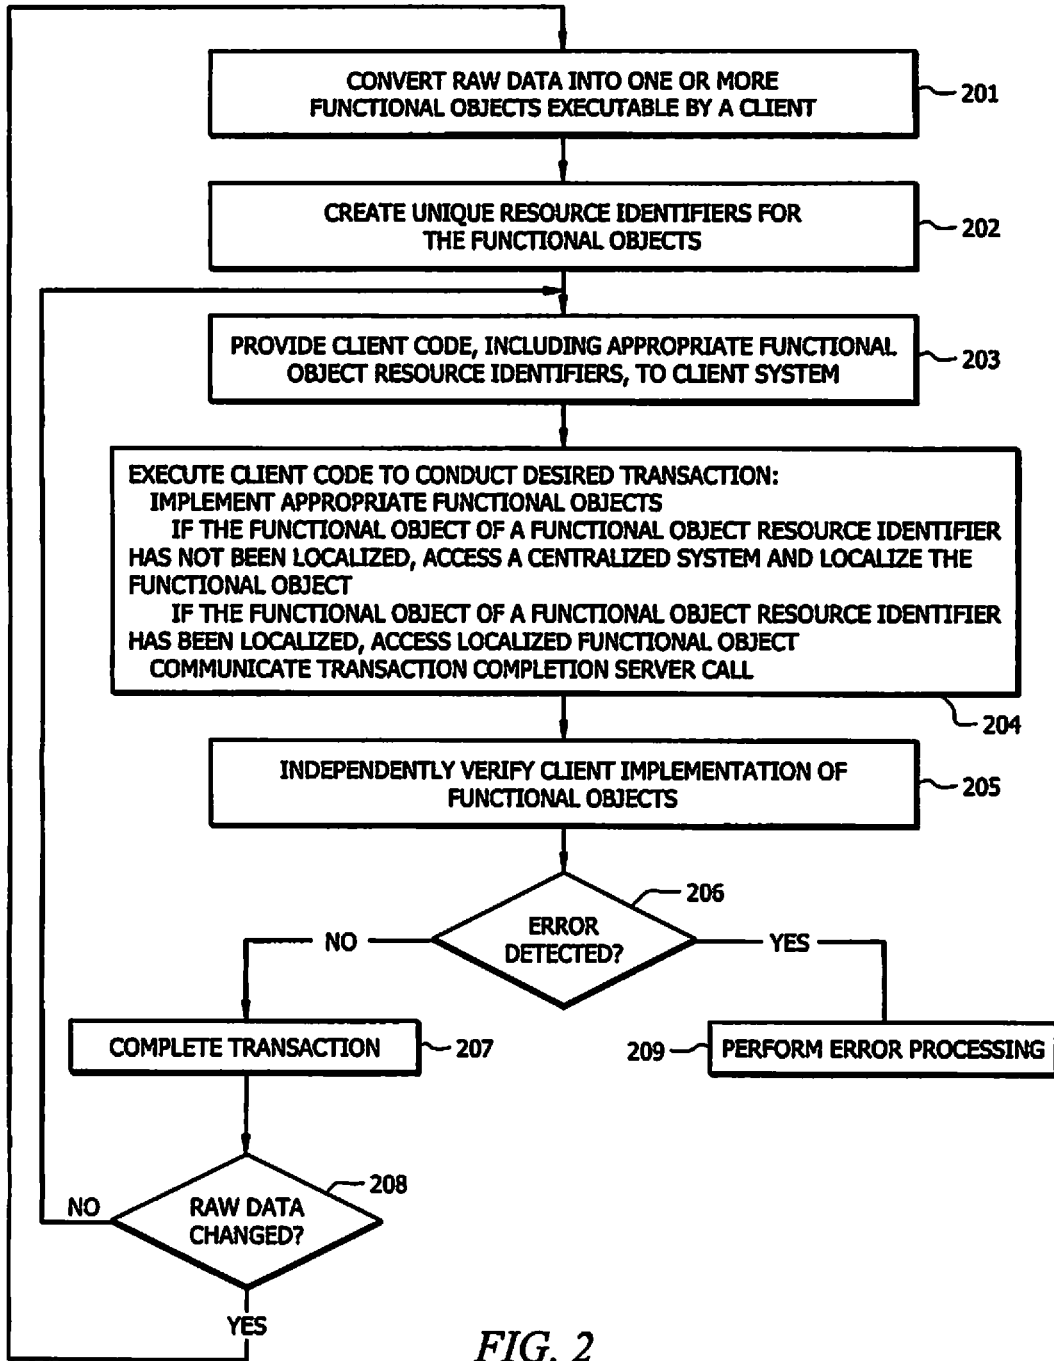 CONVERT RAW DATA INTO ONE OR MORE
FUNCTIONAL OBJECTS EXECUTABLE BY A CLIENT
201
CREATE UNIQUE RESOURCE IDENTIFIERS FOR
THE FUNCTIONAL OBJECTS
202
PROVIDE CLIENT CODE, INCLUDING APPROPRIATE FUNCTIONAL
OBJECT RESOURCE IDENTIFIERS, TO CLIENT SYSTEM
203
EXECUTE CLIENT CODE TO CONDUCT DESIRED TRANSACTION:
IMPLEMENT APPROPRIATE FUNCTIONAL OBJECTS
IF THE FUNCTIONAL OBJECT OF A FUNCTIONAL OBJECT RESOURCE IDENTIFIER
HAS NOT BEEN LOCALIZED, ACCESS A CENTRALIZED SYSTEM AND LOCALIZE THE
FUNCTIONAL OBJECT
IF THE FUNCTIONAL OBJECT OF A FUNCTIONAL OBJECT RESOURCE IDENTIFIER
HAS BEEN LOCALIZED, ACCESS LOCALIZED FUNCTIONAL OBJECT
COMMUNICATE TRANSACTION COMPLETION SERVER CALL
204
INDEPENDENTLY VERIFY CLIENT IMPLEMENTATION OF
FUNCTIONAL OBJECTS
205
206
ERROR
DETECTED?
NO
YES
COMPLETE TRANSACTION
207
209
PERFORM ERROR PROCESSING
208
RAW DATA
CHANGED?
NO
YES
FIG. 2